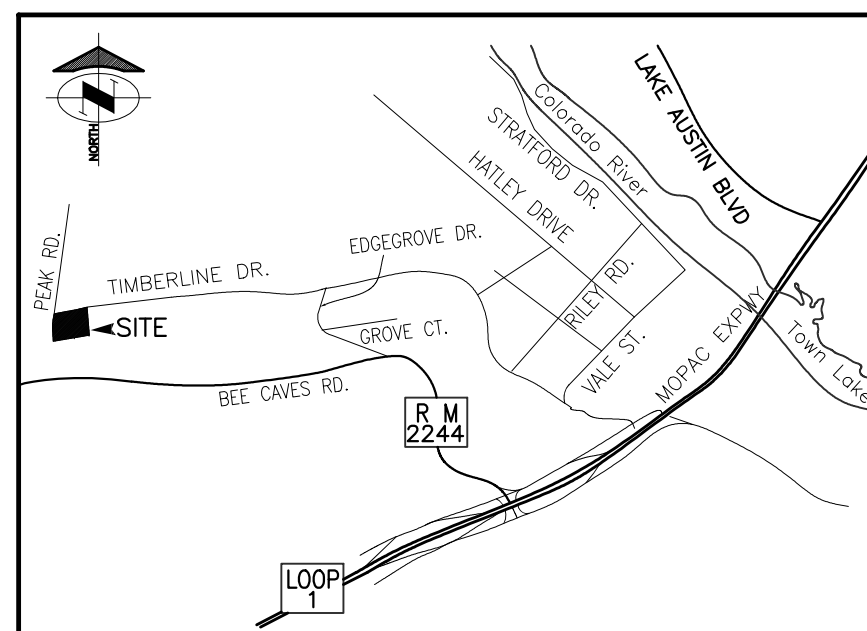 NORTH
LAKE AUSTIN BLVD
Colorado River
STRATFORD DR.
HATLEY DRIVE
PEAK RD.
TIMBERLINE DR.
EDGEGROVE DR.
RILEY RD.
SITE
GROVE CT.
VALE ST.
MOPAC EXPWY
Town Lake
BEE CAVES RD.
R M
2244
LOOP
1